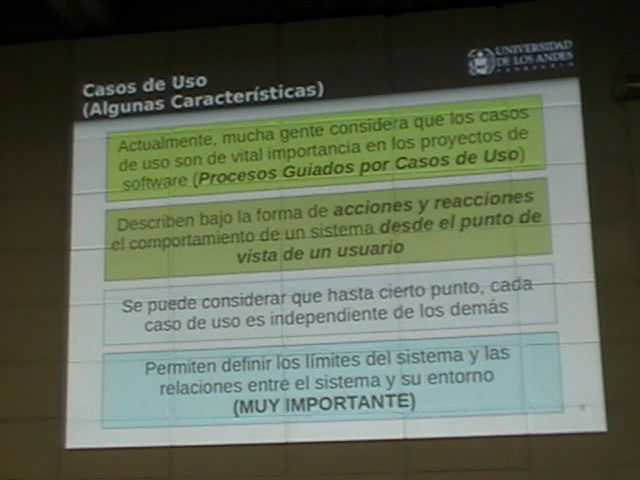 UNIVERSIDAD
DE LOS ANDES
Casos de Uso
(Algunas Características)
Actualmente, mucha gente considera que los casos
de uso son de vital importancia en los proyectos de
software (Procesos Guiados por Casos de Uso)
Describen bajo la forma de acciones y reacciones
el comportamiento de un sistema desde el punto de
vista de un usuario
Se puede considerar que hasta cierto punto, cada
caso de uso es independiente de los demás
Permiten definir los límites del sistema y las
relaciones entre el sistema y su entorno
(MUY IMPORTANTE)